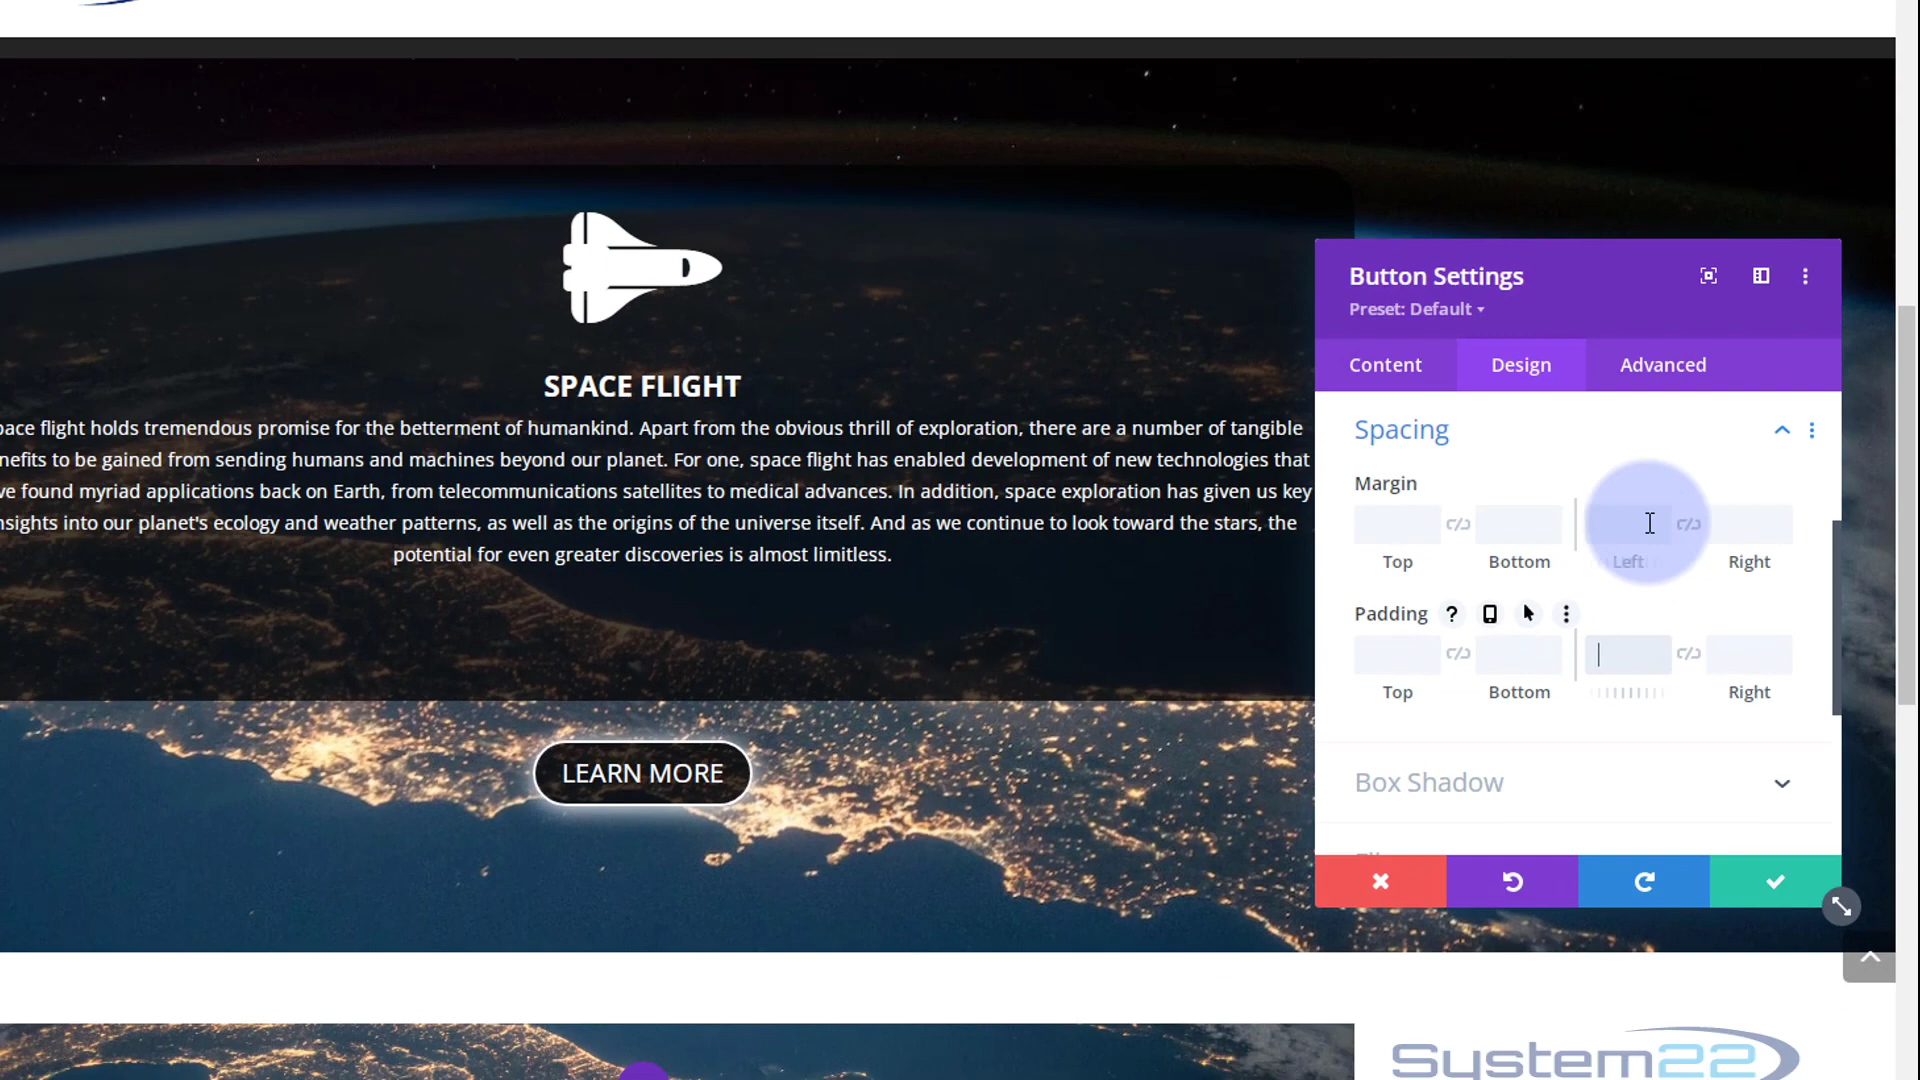 SPACE FLIGHT
pace flight holds tremendous promise for the betterment of humankind. Apart from the obvious thrill of exploration, there are a number of tangible
nefits to be gained from sending humans and machines beyond our planet. For one, space flight has enabled development of new technologies that
ve found myriad applications back on Earth, from telecommunications satellites to medical advances. In addition, space exploration has given us key
nsights into our planet's ecology and weather patterns, as well as the origins of the universe itself. And as we continue to look toward the stars, the
potential for even greater discoveries is almost limitless.
LEARN MORE
Button Settings
Preset: Default
Content Design Advanced
Spacing
Margin
Top Bottom Left Right
Padding ?
Top Bottom Right
Box Shadow
System22